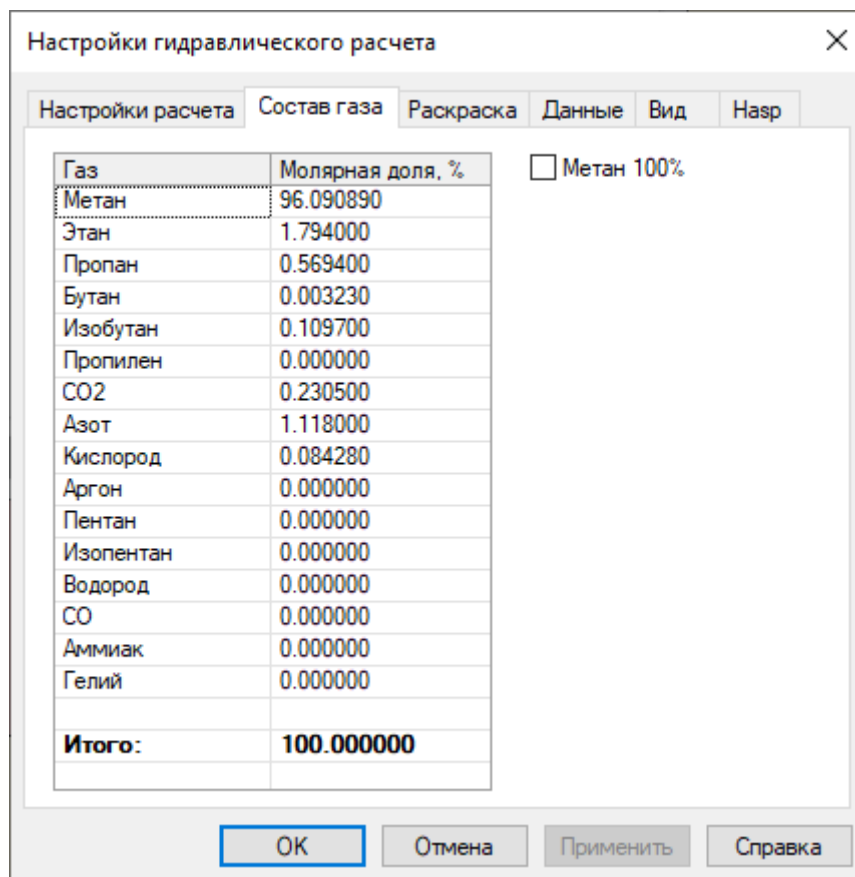 Настройки гидравлического расчета
Настройки расчета Состав газа Раскраска Данные Вид Hasp
Газ Молярная доля, % Метан 100%
Метан 96.090890
Этан 1.794000
Пропан 0.569400
Бутан 0.003230
Изобутан 0.109700
Пропилен 0.000000
CO2 0.230500
Азот 1.118000
Кислород 0.084280
Аргон 0.000000
Пентан 0.000000
Изопентан 0.000000
Водород 0.000000
CO 0.000000
Аммиак 0.000000
Гелий 0.000000
Итого: 100.000000
OK Отмена Применить Справка